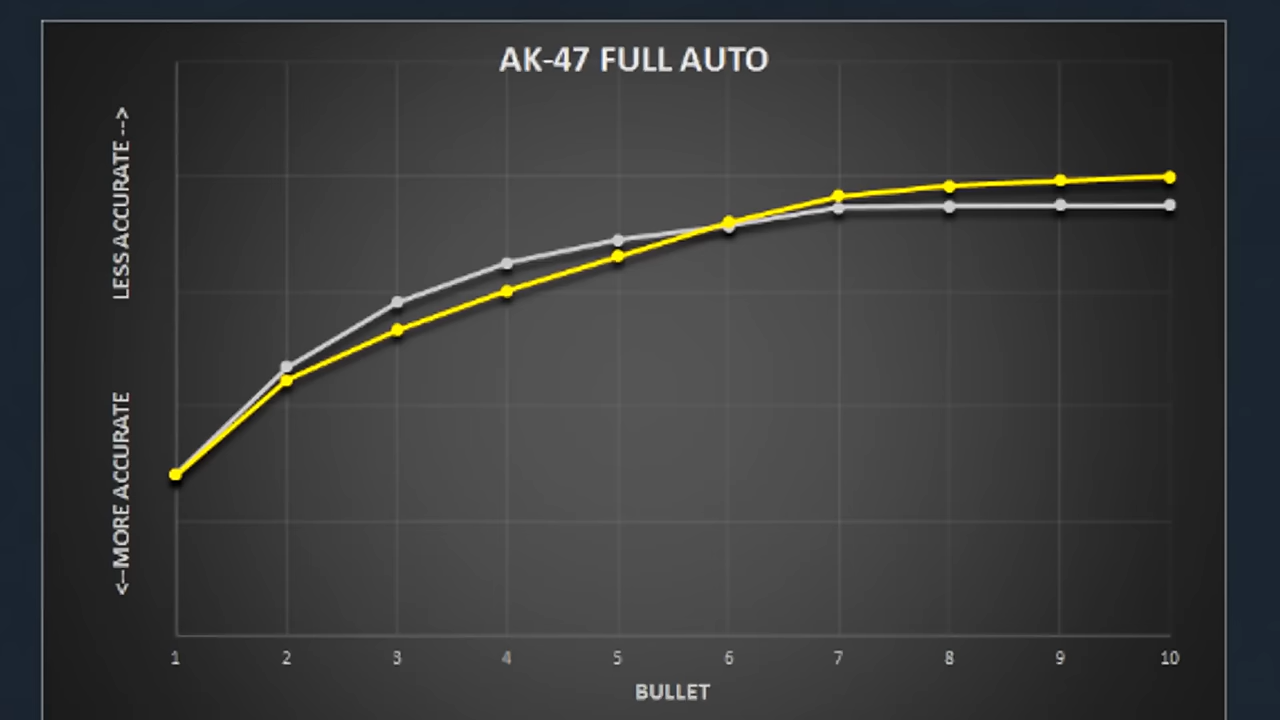 AK-47 FULL AUTO
LESS ACCURATE -->
<--MORE ACCURATE
1 2 3 4 5 6 7 8 9 10
BULLET